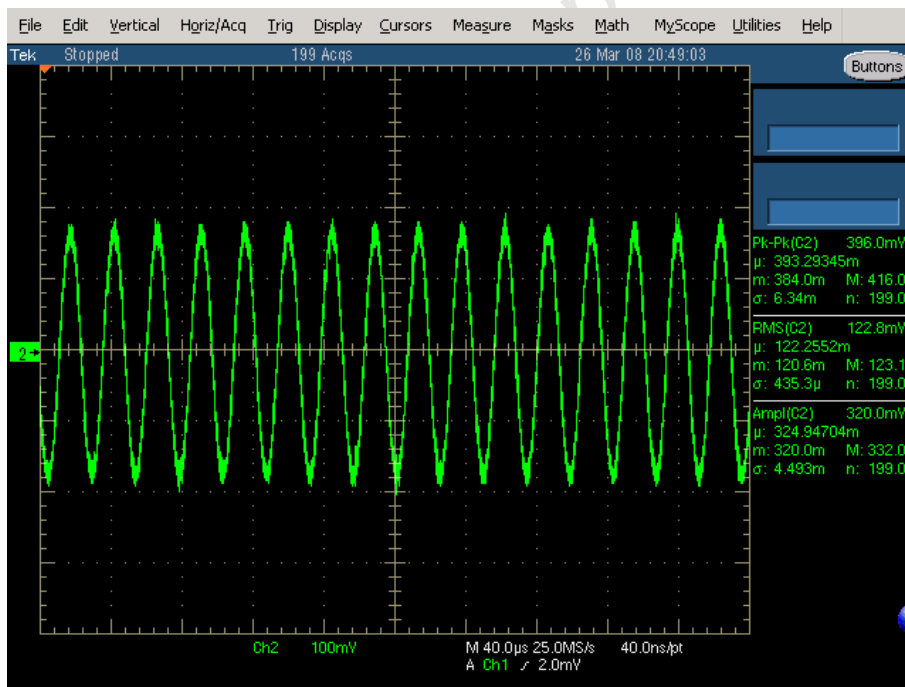 File Edit Vertical Horiz/Acq Trig Display Cursors Measure Masks Math MyScope Utilities Help
Tek Stopped 199 Acqs 26 Mar 08 20:49:03
Buttons
Pk-Pk(C2) 396.0mV
µ: 393.29345m
m: 384.0m M: 416.0
σ: 6.34m n: 199.0
RMS(C2) 122.8mV
µ: 122.2552m
m: 120.6m M: 123.1
σ: 435.3µ n: 199.0
2
Ampl(C2) 320.0mV
µ: 324.94704m
m: 320.0m M: 332.0
σ: 4.493m n: 199.0
Ch2 100mV M 40.0µs 25.0MS/s 40.0ns/pt
A Ch1 2.0mV